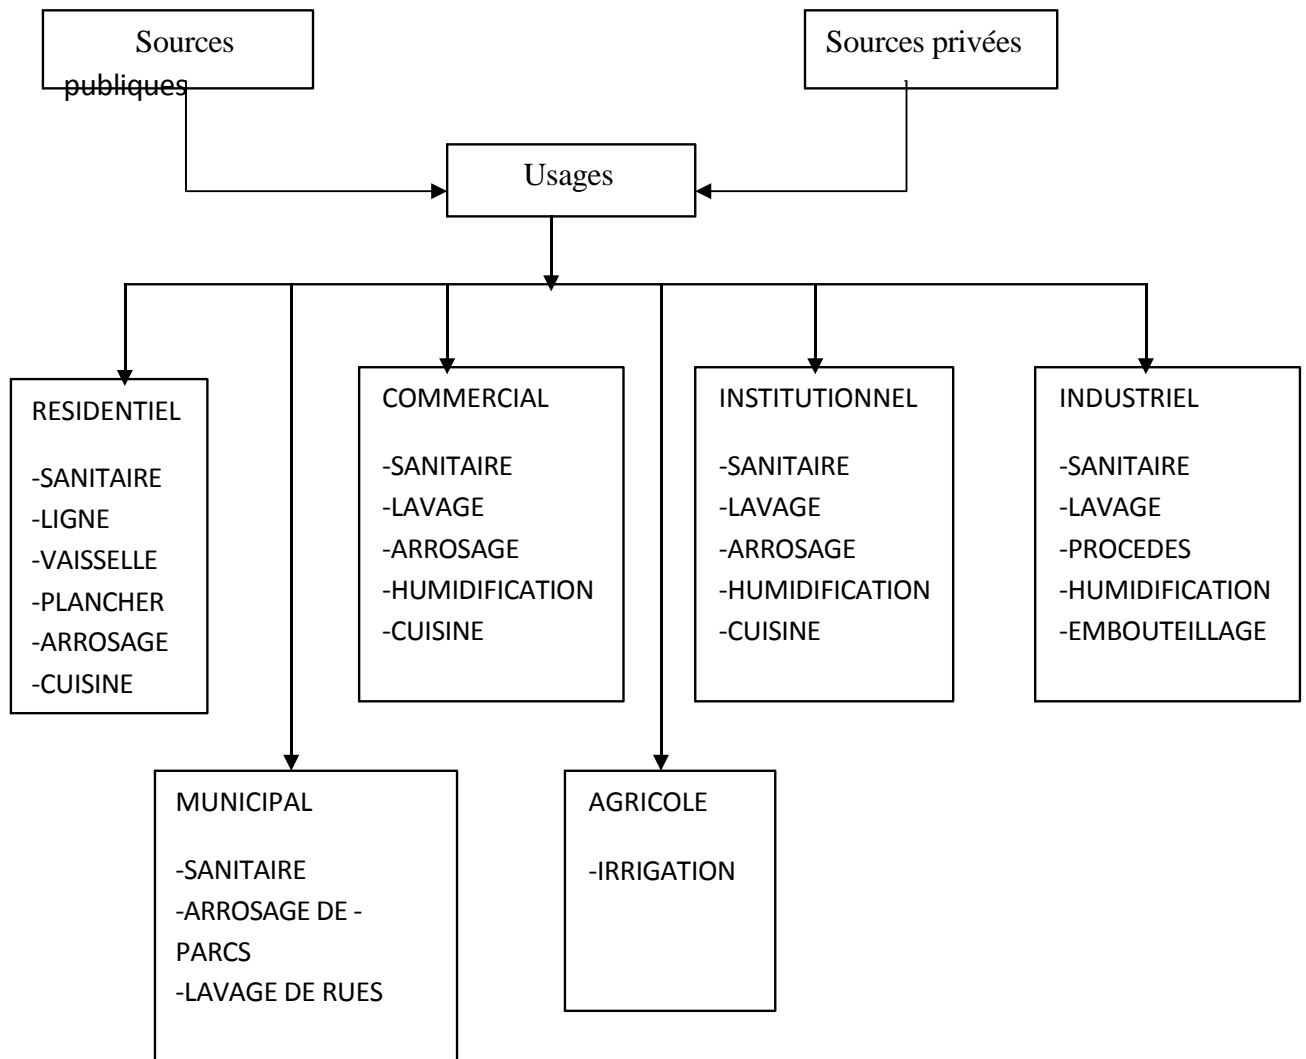 Sources
publiques
Sources privées
Usages
RESIDENTIEL
-SANITAIRE
-LIGNE
-VAISSELLE
-PLANCHER
-ARROSAGE
-CUISINE
COMMERCIAL
-SANITAIRE
-LAVAGE
-ARROSAGE
-HUMIDIFICATION
-CUISINE
INSTITUTIONNEL
-SANITAIRE
-LAVAGE
-ARROSAGE
-HUMIDIFICATION
-CUISINE
INDUSTRIEL
-SANITAIRE
-LAVAGE
-PROCEDES
-HUMIDIFICATION
-EMBOUTEILLAGE
MUNICIPAL
-SANITAIRE
-ARROSAGE DE -
PARCS
-LAVAGE DE RUES
AGRICOLE
-IRRIGATION